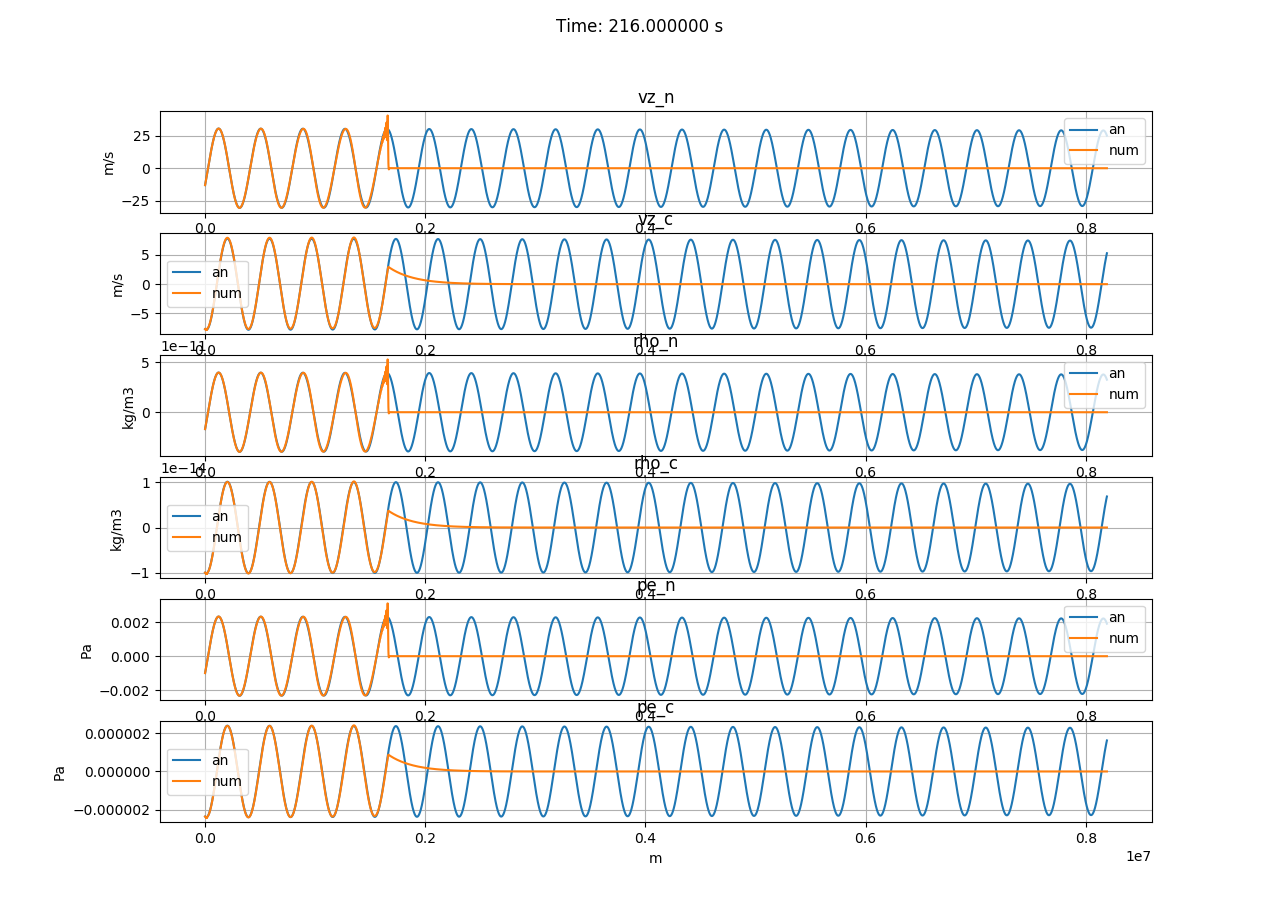 Time: 216.000000 s
vz_n
m/s
25
0
−25
an
num
0.0 0.2 0.4 0.6 0.8
vz_c
m/s
5
0
−5
an
num
0.0 0.2 0.4 0.6 0.8
1e−11
rho_n
kg/m3
5
0
an
num
0.0 0.2 0.4 0.6 0.8
1e−14
rho_c
kg/m3
1
0
−1
an
num
0.0 0.2 0.4 0.6 0.8
pe_n
Pa
0.002
0.000
−0.002
an
num
0.0 0.2 0.4 0.6 0.8
pe_c
Pa
0.000002
0.000000
−0.000002
an
num
0.0 0.2 0.4 0.6 0.8
m
1e7